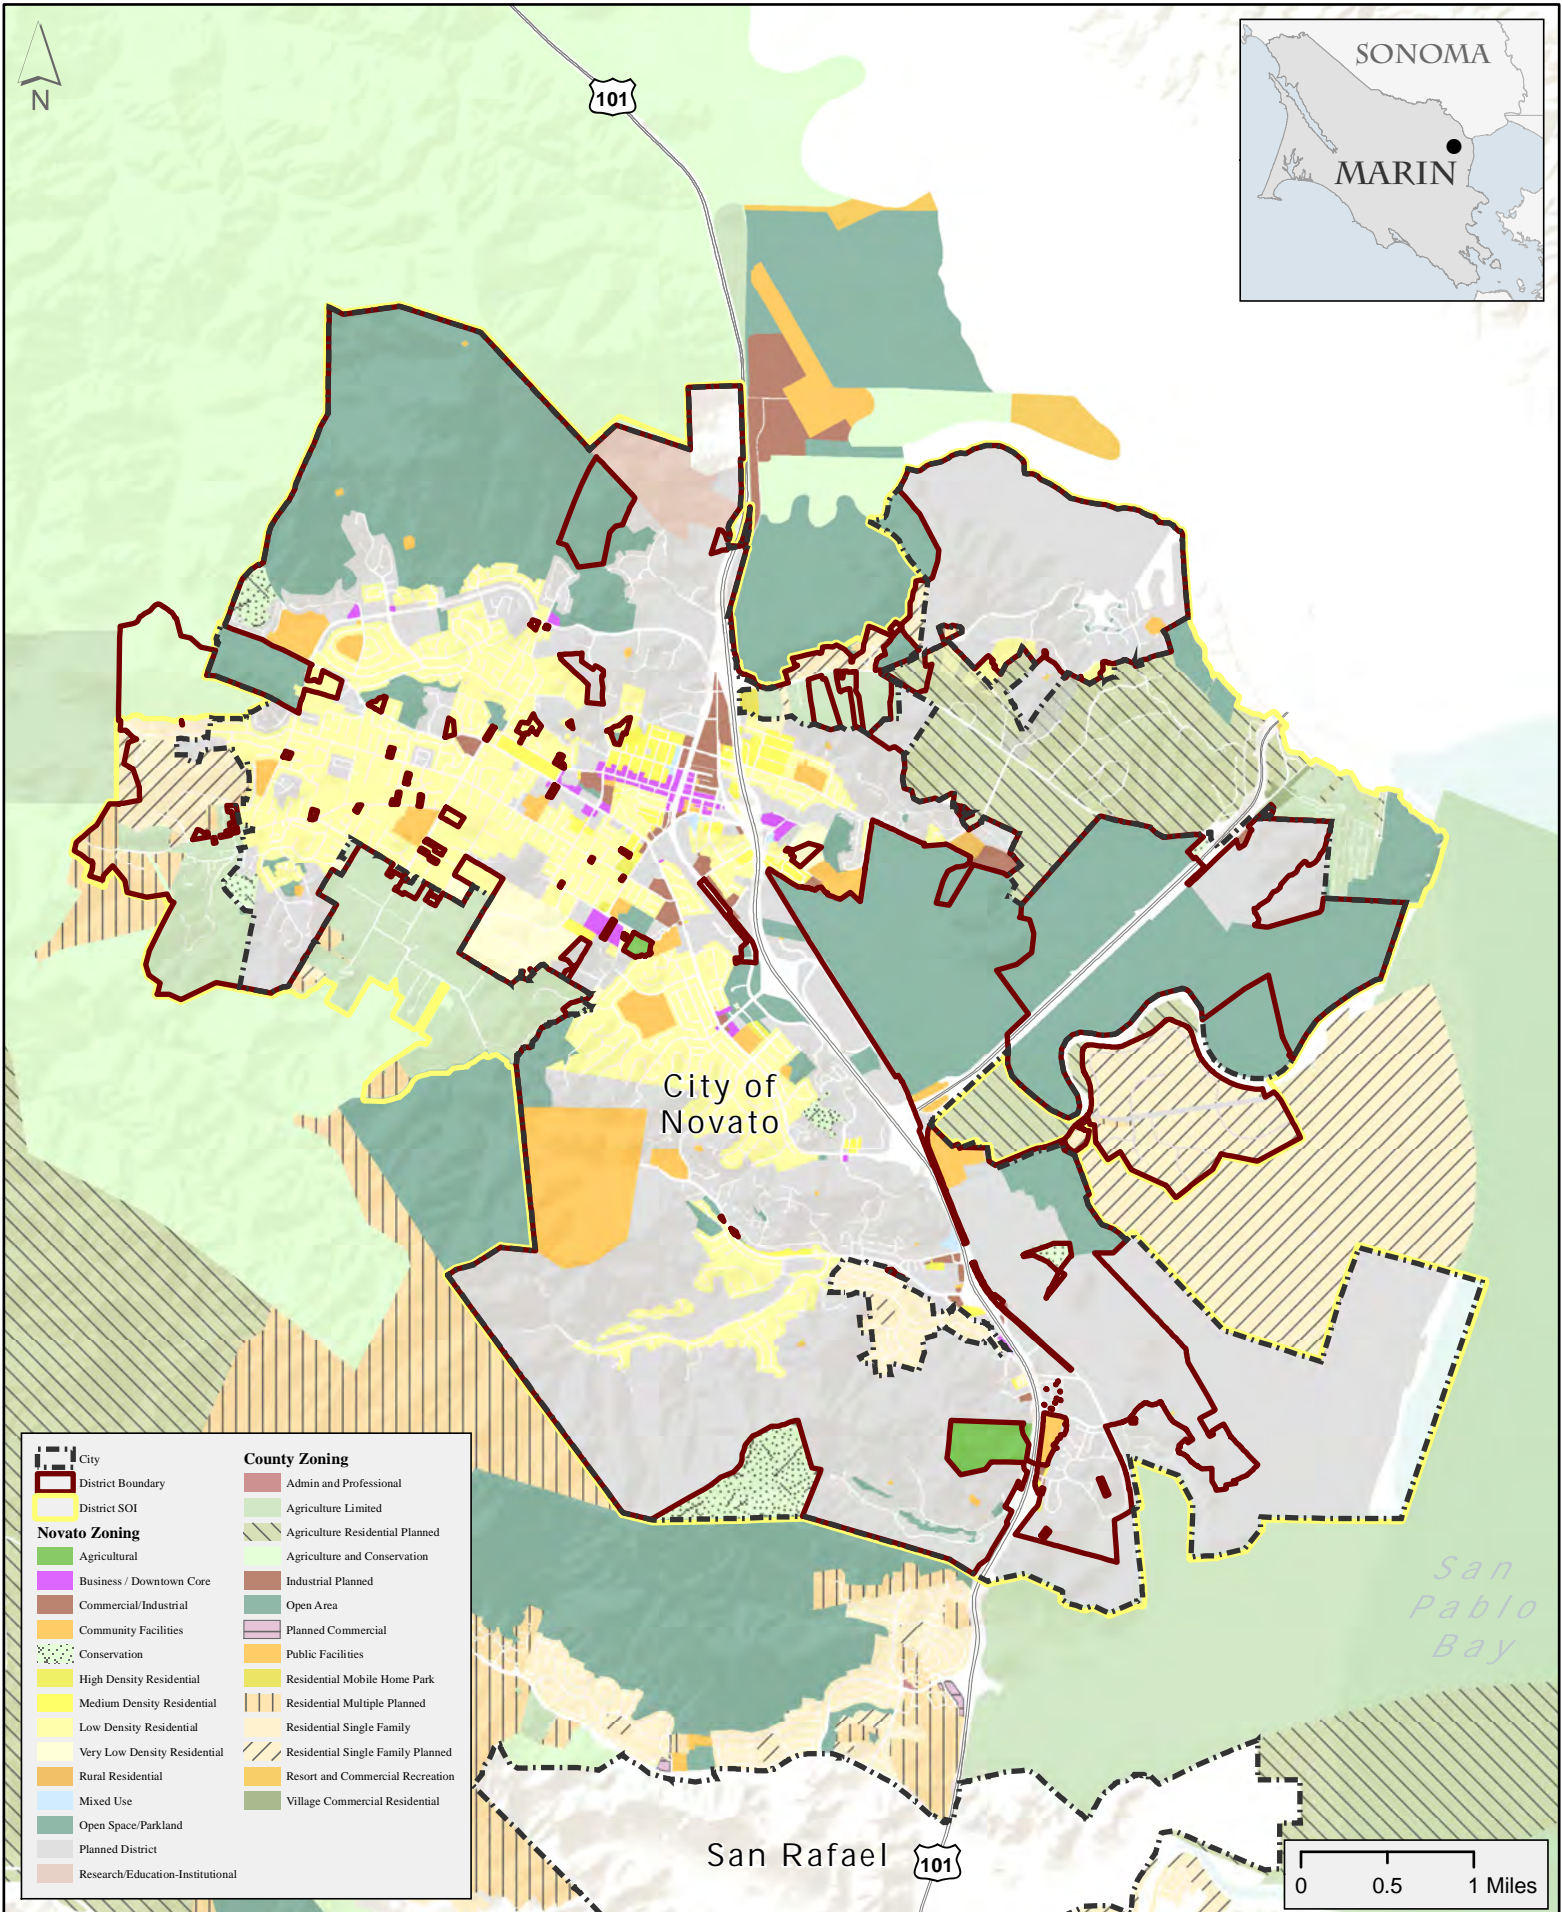 N
101
SONOMA
MARIN
City of
Novato
San
Pablo
Bay
San Rafael
101
City
District Boundary
District SOI
Novato Zoning
Agricultural
Business / Downtown Core
Commercial/Industrial
Community Facilities
Conservation
High Density Residential
Medium Density Residential
Low Density Residential
Very Low Density Residential
Rural Residential
Mixed Use
Open Space/Parkland
Planned District
Research/Education-Institutional
County Zoning
Admin and Professional
Agriculture Limited
Agriculture Residential Planned
Agriculture and Conservation
Industrial Planned
Open Area
Planned Commercial
Public Facilities
Residential Mobile Home Park
Residential Multiple Planned
Residential Single Family
Residential Single Family Planned
Resort and Commercial Recreation
Village Commercial Residential
0 0.5 1 Miles